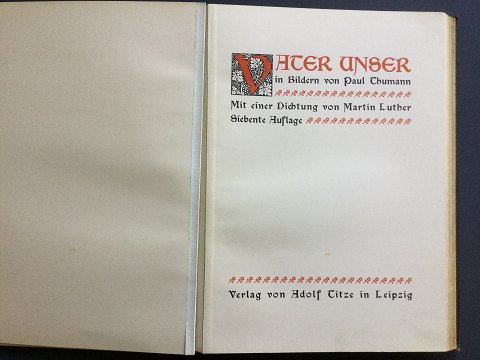 VATER UNSER
in Bildern von Paul Thumann
Mit einer Dichtung von Martin Luther
Siebente Auflage
Verlag von Adolf Titze in Leipzig